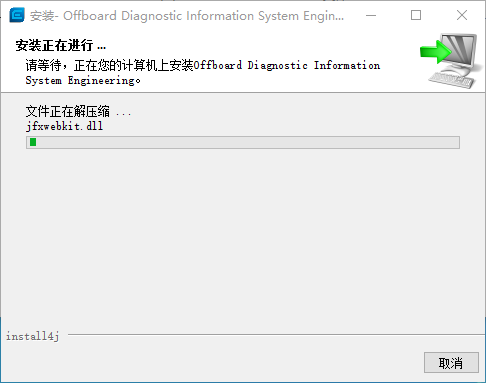 安装- Offboard Diagnostic Information System Engin...
安装正在进行 ...
请等待，正在您的计算机上安装Offboard Diagnostic Information
System Engineering。
文件正在解压缩 ...
jfxwebkit.dll
install4j
取消